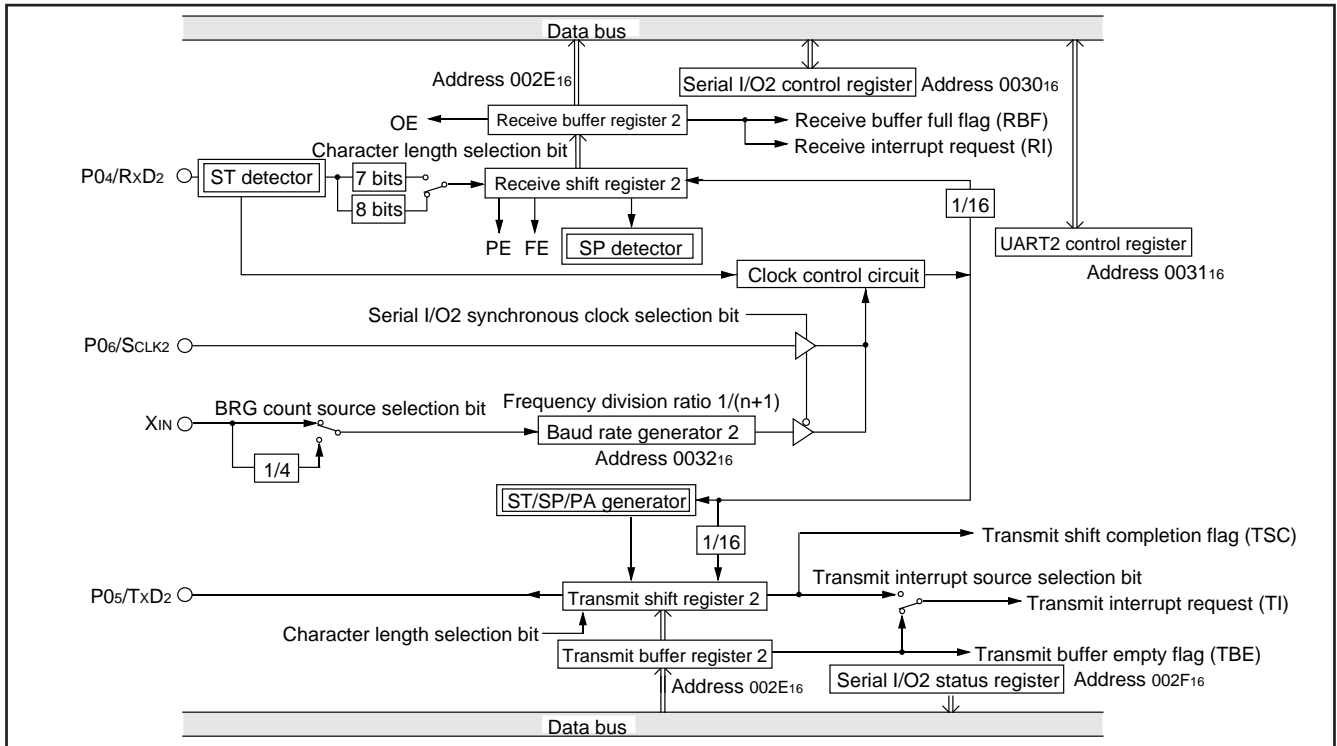 Data bus
Address 002E16
Serial I/O2 control register Address 003016
OE
Receive buffer register 2
Receive buffer full flag (RBF)
Receive interrupt request (RI)
Character length selection bit
P04/RXD2
ST detector
7 bits
8 bits
Receive shift register 2
1/16
PE FE
SP detector
UART2 control register
Address 003116
Clock control circuit
Serial I/O2 synchronous clock selection bit
P06/SCLK2
XIN
BRG count source selection bit
Frequency division ratio 1/(n+1)
Baud rate generator 2
Address 003216
1/4
ST/SP/PA generator
1/16
Transmit shift completion flag (TSC)
Transmit interrupt source selection bit
P05/TXD2
Transmit shift register 2
Transmit interrupt request (TI)
Character length selection bit
Transmit buffer register 2
Transmit buffer empty flag (TBE)
Address 002E16
Serial I/O2 status register Address 002F16
Data bus